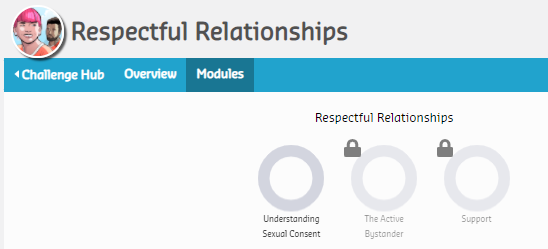 Respectful Relationships
Challenge Hub Overview Modules
Respectful Relationships
Understanding
Sexual Consent
The Active
Bystander
Support